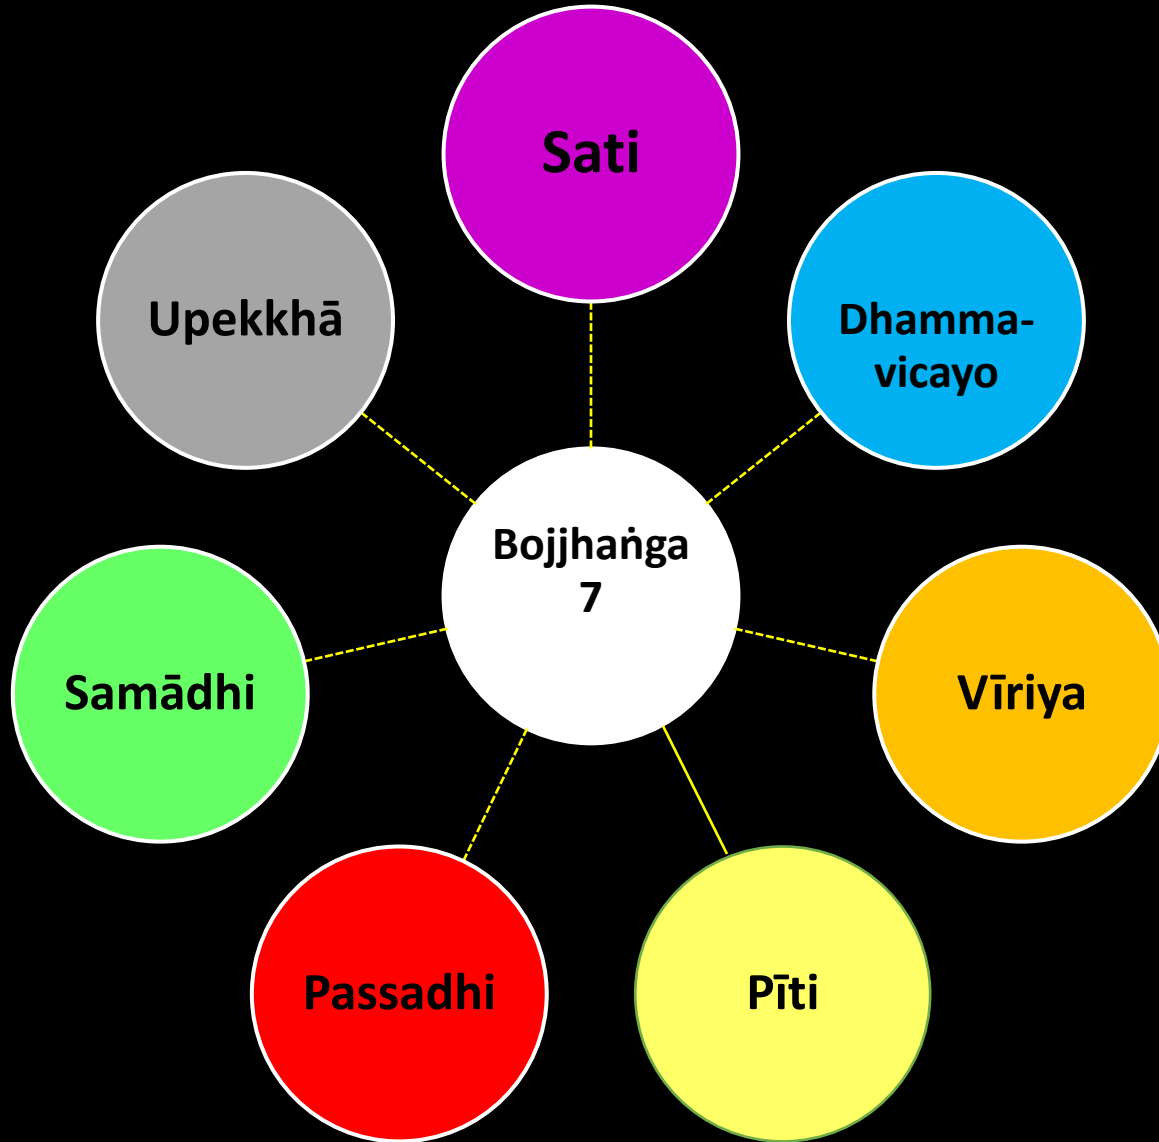 Sati
Dhamma-
vicayo
Vīriya
Pīti
Passadhi
Samādhi
Upekkhā
Bojjhaṅga
7